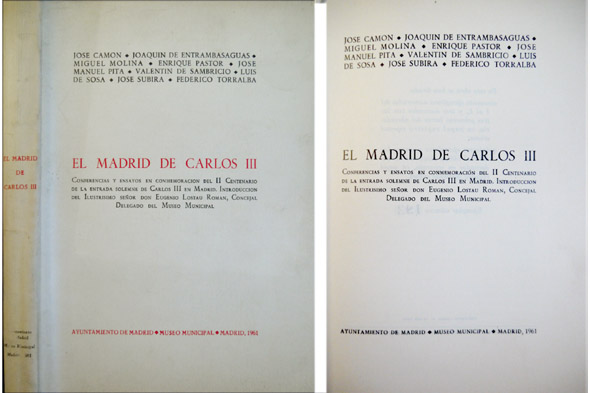 JOSE CAMON ◆ JOAQUIN DE ENTRAMBASAGUAS ◆
MIGUEL MOLINA ◆ ENRIQUE PASTOR ◆ JOSE
MANUEL PITA ◆ VALENTIN DE SAMBRICIO ◆ LUIS
DE SOSA ◆ JOSE SUBIRA ◆ FEDERICO TORRALBA
EL MADRID
DE
CARLOS III
EL MADRID DE CARLOS III
Conferencias y ensayos en conmemoración del II Centenario
de la entrada solemne de Carlos III en Madrid. Introduccion
del Ilustrisimo señor don Eugenio Lostau Roman, Concejal
Delegado del Museo Municipal
AYUNTAMIENTO DE MADRID ◆ MUSEO MUNICIPAL ◆ MADRID, 1961
Museo Municipal
Madrid
JOSE CAMON ◆ JOAQUIN DE ENTRAMBASAGUAS ◆
MIGUEL MOLINA ◆ ENRIQUE PASTOR ◆ JOSE
MANUEL PITA ◆ VALENTIN DE SAMBRICIO ◆ LUIS
DE SOSA ◆ JOSE SUBIRA ◆ FEDERICO TORRALBA
EL MADRID DE CARLOS III
Conferencias y ensayos en conmemoración del II Centenario
de la entrada solemne de Carlos III en Madrid. Introduccion
del Ilustrisimo señor don Eugenio Lostau Roman, Concejal
Delegado del Museo Municipal
AYUNTAMIENTO DE MADRID ◆ MUSEO MUNICIPAL ◆ MADRID, 1961